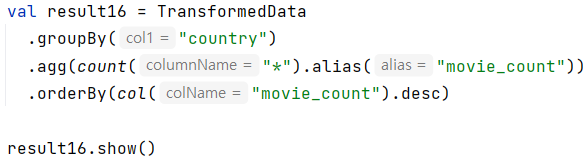 val result16 = TransformedData
.groupBy( col1 = "country")
.agg(count( columnName = "*").alias( alias = "movie_count"))
.orderBy(col( colName = "movie_count").desc)
result16.show()